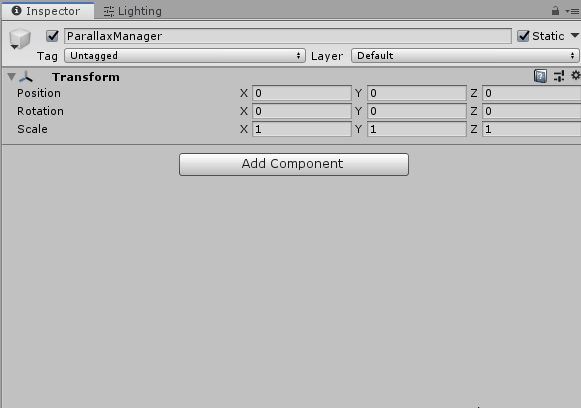 Inspector Lighting
ParallaxManager Static
Tag Untagged Layer Default
Transform
Position X 0 Y 0 Z 0
Rotation X 0 Y 0 Z 0
Scale X 1 Y 1 Z 1
Add Component